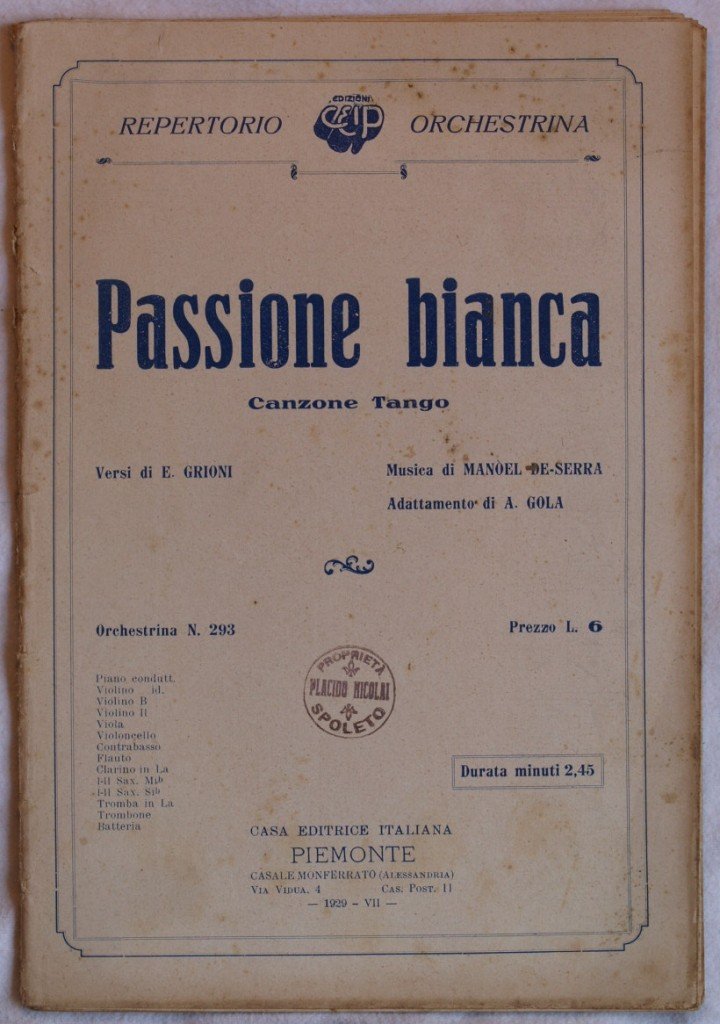 EDIZIONI
CEIP
REPERTORIO ORCHESTRINA
Passione bianca
Canzone Tango
Versi di E. GRIONI
Musica di MANOEL DE-SERRA
Adattamento di A. GOLA
Orchestrina N. 293
Prezzo L. 6
Piano condutt.
Violino id.
Violino B
Violino II
Viola
Violoncello
Contrabasso
Flauto
Clarino in La
I-II Sax. Mib
I-II Sax. Sib
Tromba in La
Trombone
Batteria
PROPRIETÀ
PLACIDO NICOLAI
SPOLETO
Durata minuti 2,45
CASA EDITRICE ITALIANA
PIEMONTE
CASALE MONFERRATO (ALESSANDRIA)
VIA VIDUA, 4 CAS. POST. 11
— 1929 - VII —